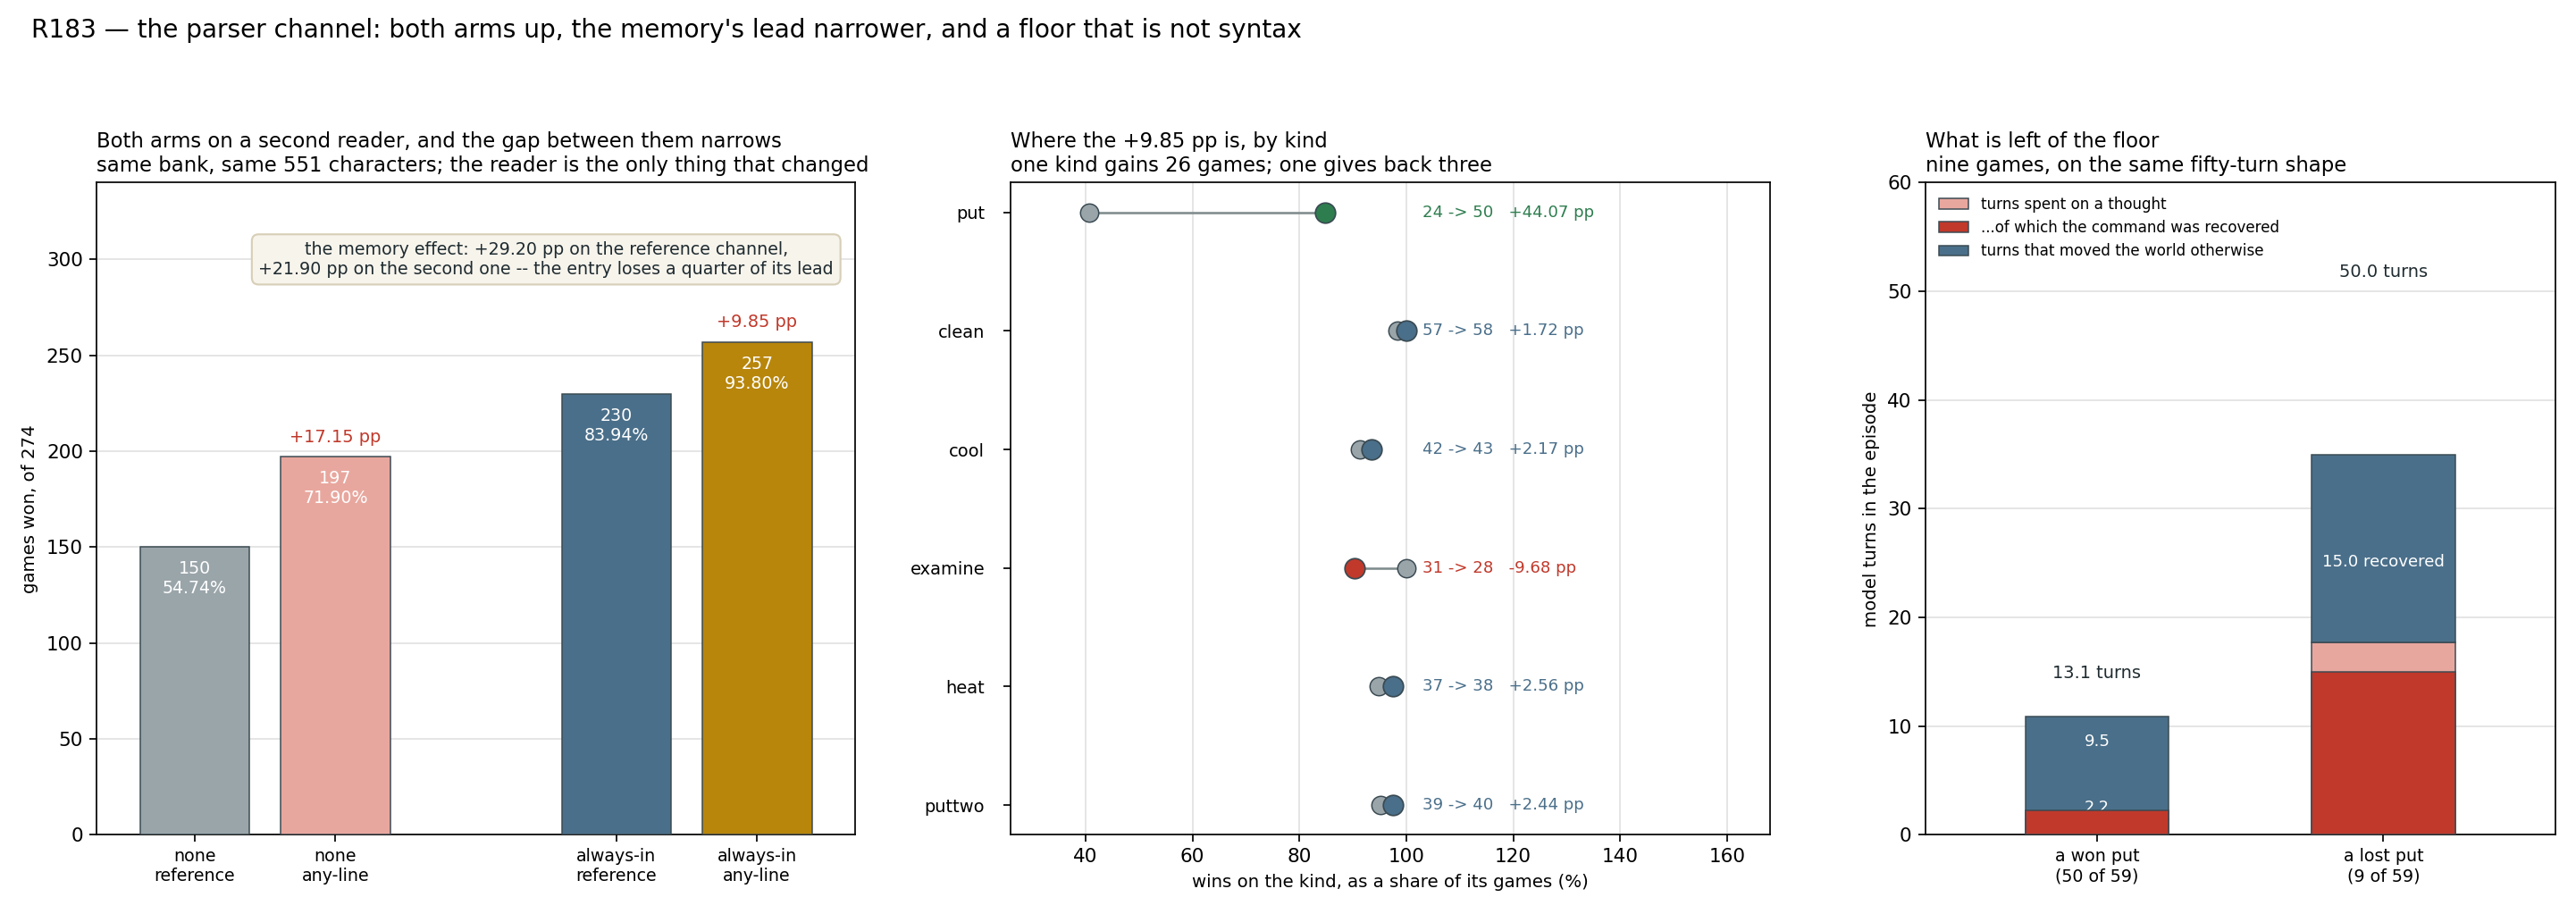 R183 — the parser channel: both arms up, the memory's lead narrower, and a floor that is not syntax
Both arms on a second reader, and the gap between them narrows
same bank, same 551 characters; the reader is the only thing that changed
games won, of 274
300
250
200
150
100
50
0
the memory effect: +29.20 pp on the reference channel,
+21.90 pp on the second one -- the entry loses a quarter of its lead
150
54.74%
+17.15 pp
197
71.90%
230
83.94%
+9.85 pp
257
93.80%
none
reference
none
any-line
always-in
reference
always-in
any-line
Where the +9.85 pp is, by kind
one kind gains 26 games; one gives back three
put
24 -> 50 +44.07 pp
clean
57 -> 58 +1.72 pp
cool
42 -> 43 +2.17 pp
examine
31 -> 28 -9.68 pp
heat
37 -> 38 +2.56 pp
puttwo
39 -> 40 +2.44 pp
40 60 80 100 120 140 160
wins on the kind, as a share of its games (%)
What is left of the floor
nine games, on the same fifty-turn shape
model turns in the episode
60
50
40
30
20
10
0
turns spent on a thought
...of which the command was recovered
turns that moved the world otherwise
50.0 turns
15.0 recovered
13.1 turns
9.5
2.2
a won put
(50 of 59)
a lost put
(9 of 59)